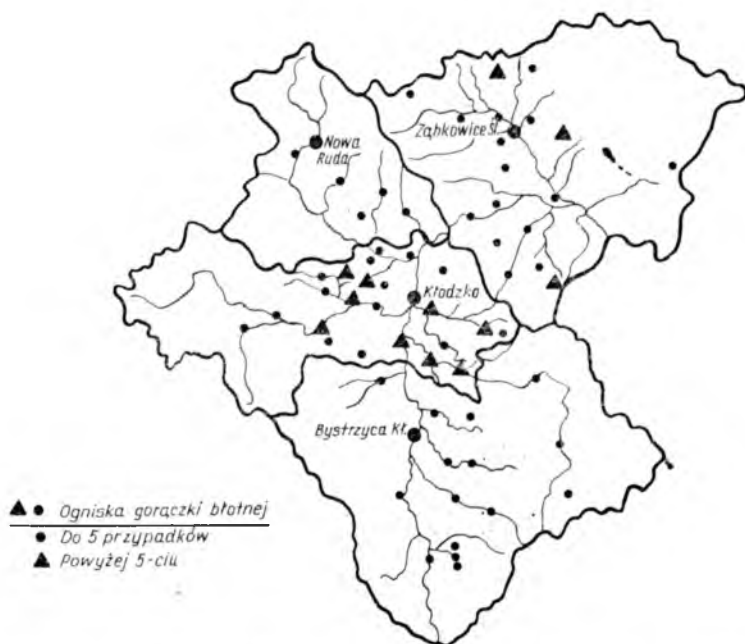 Ząbkowice Śl.
Nowa
Ruda
Kłodzko
Bystrzyca Kł.
Ogniska gorączki błotnej
Do 5 przypadków
Powyżej 5-ciu